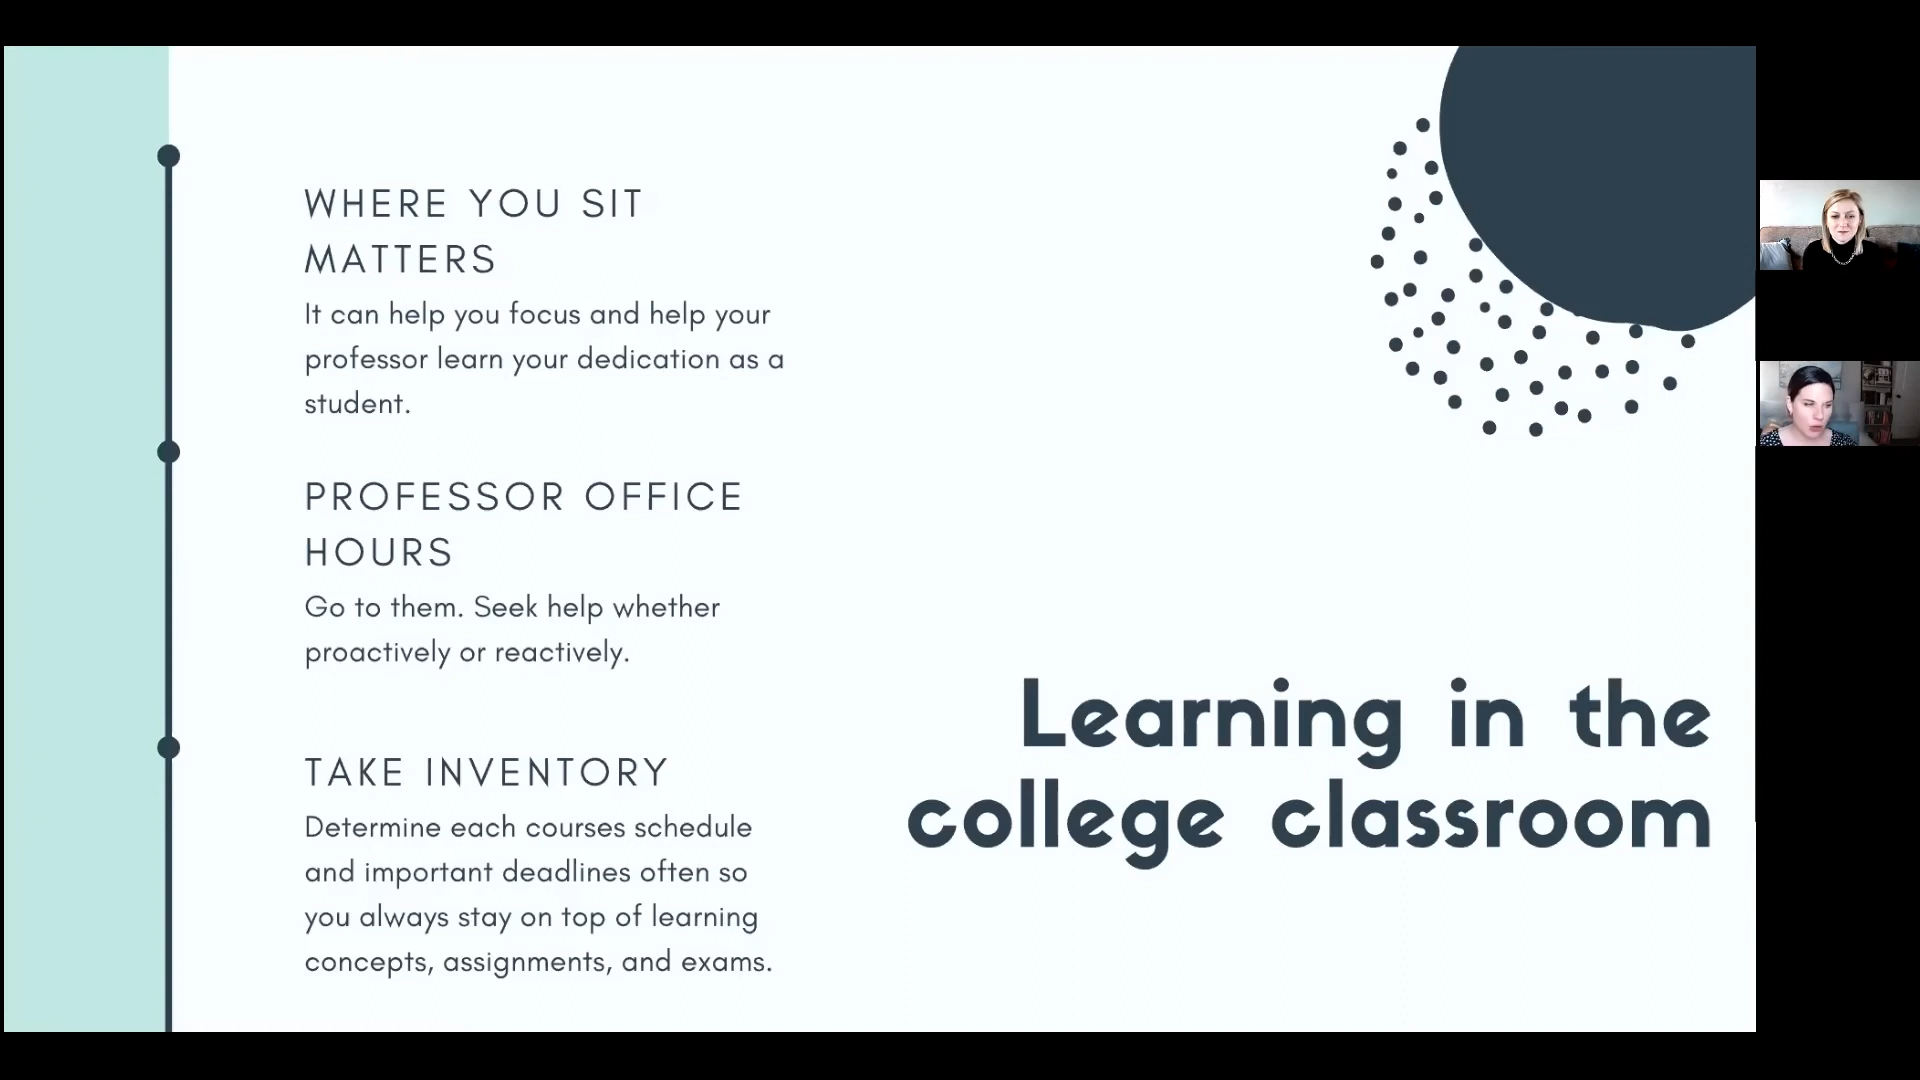 WHERE YOU SIT
MATTERS
It can help you focus and help your
professor learn your dedication as a
student.
PROFESSOR OFFICE
HOURS
Go to them. Seek help whether
proactively or reactively.
TAKE INVENTORY
Determine each courses schedule
and important deadlines often so
you always stay on top of learning
concepts, assignments, and exams.
Learning in the
college classroom